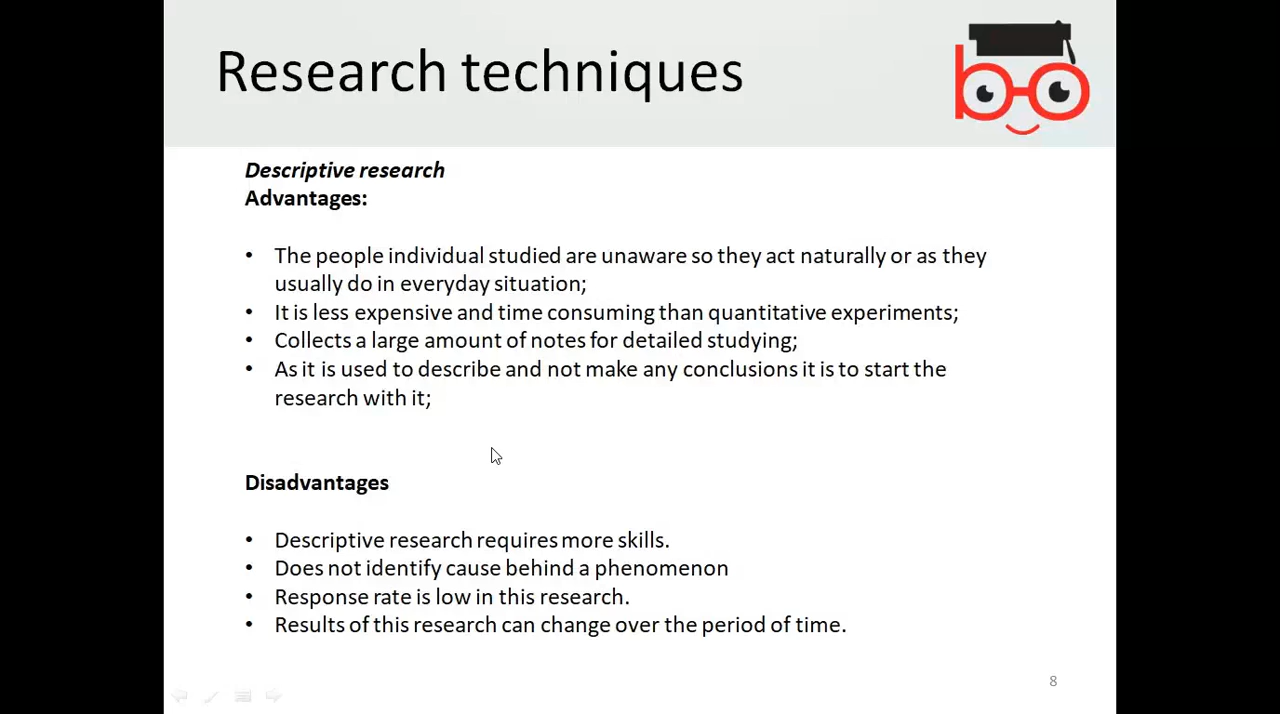 Research techniques
Descriptive research
Advantages:
• The people individual studied are unaware so they act naturally or as they
usually do in everyday situation;
• It is less expensive and time consuming than quantitative experiments;
• Collects a large amount of notes for detailed studying;
• As it is used to describe and not make any conclusions it is to start the
research with it;
Disadvantages
• Descriptive research requires more skills.
• Does not identify cause behind a phenomenon
• Response rate is low in this research.
• Results of this research can change over the period of time.
8